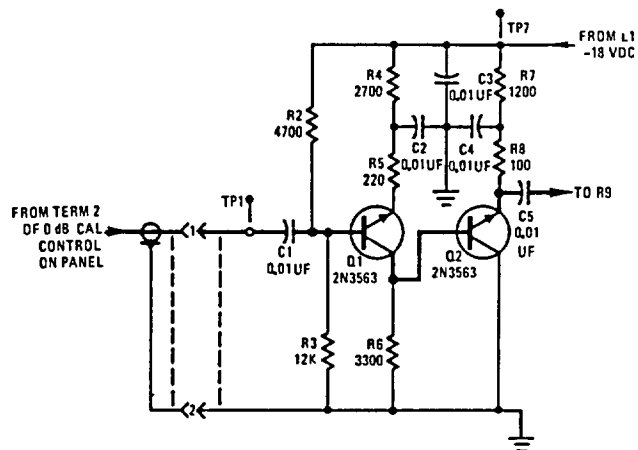 TP7
FROM L1
-18 VDC
R4
2700
C3
0.01UF
R7
1200
R2
4700
C2
0.01UF
C4
0.01UF
R8
100
R5
220
TO R9
TP1
FROM TERM 2
OF 0 dB CAL
CONTROL
ON PANEL
1
C1
0.01UF
Q1
2N3563
Q2
2N3563
C5
0.01
UF
R3
12K
R6
3300
2